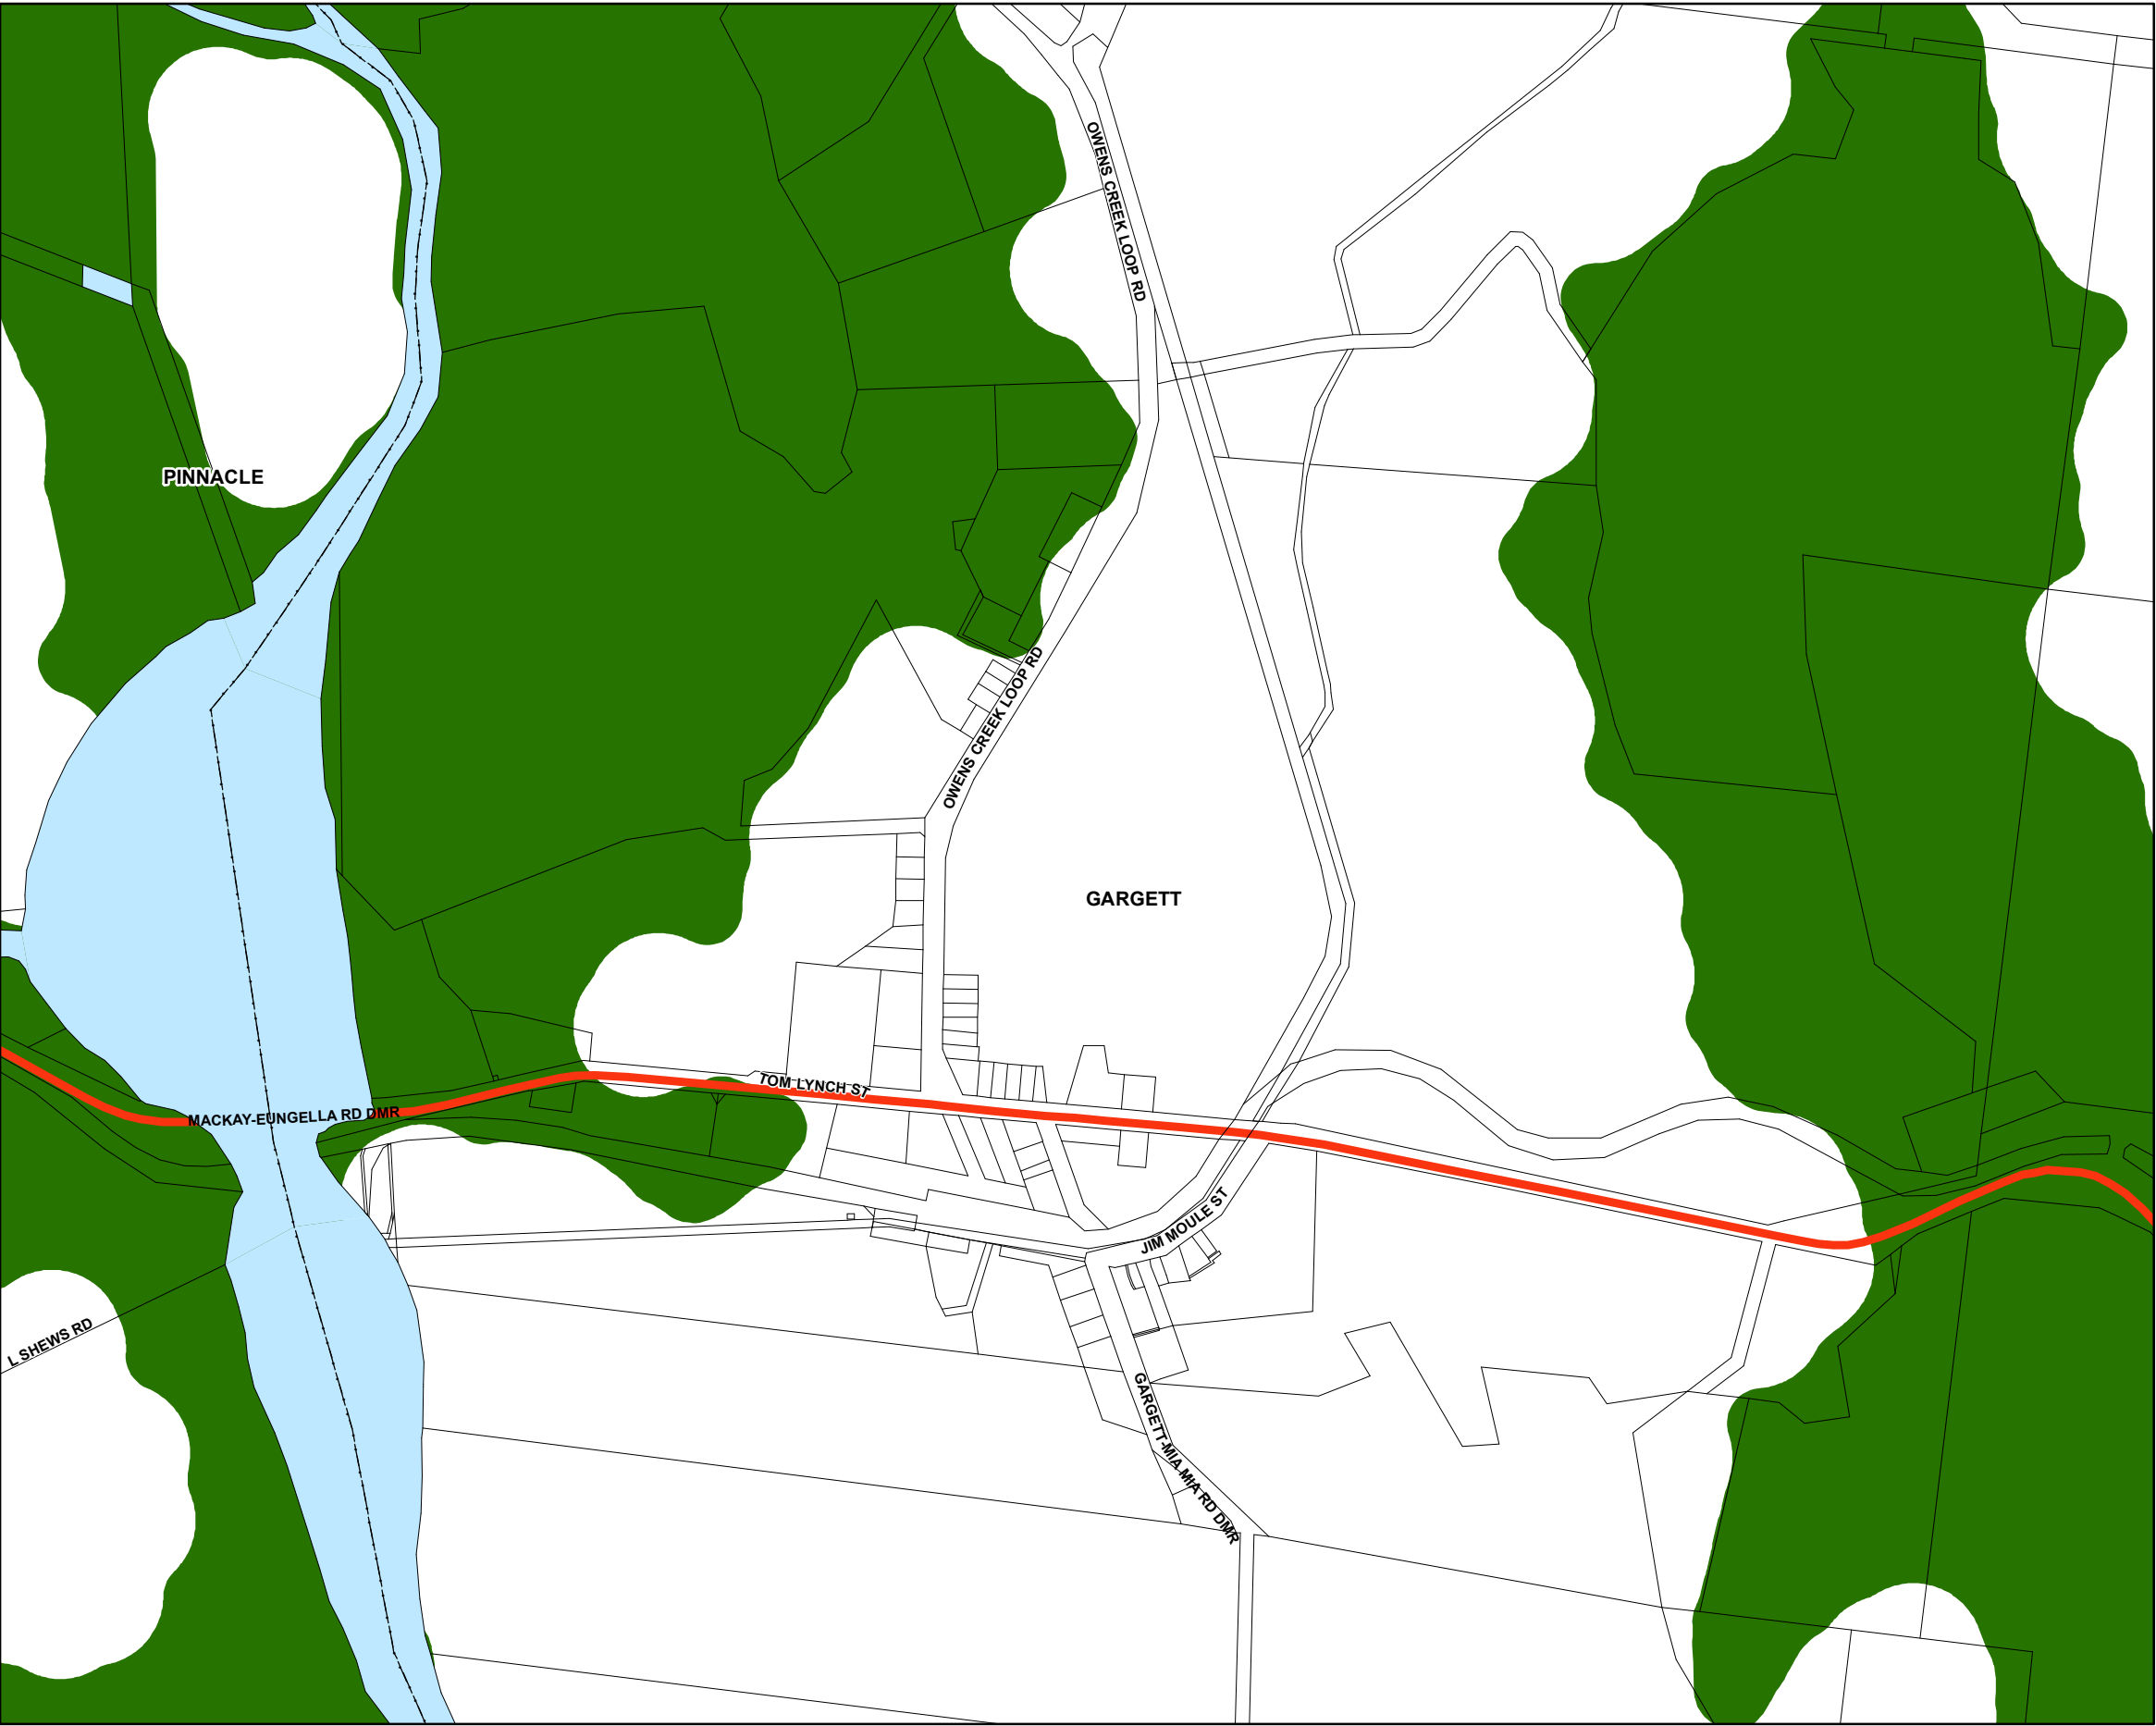 OWENS CREEK LOOP RD
PINNACLE
OWENS CREEK LOOP RD
GARGETT
TOM LYNCH ST
MACKAY-EUNGELLA RD DMR
JIM MOULE ST
L SHEWS RD
GARGETT-MIA MIA RD DMR